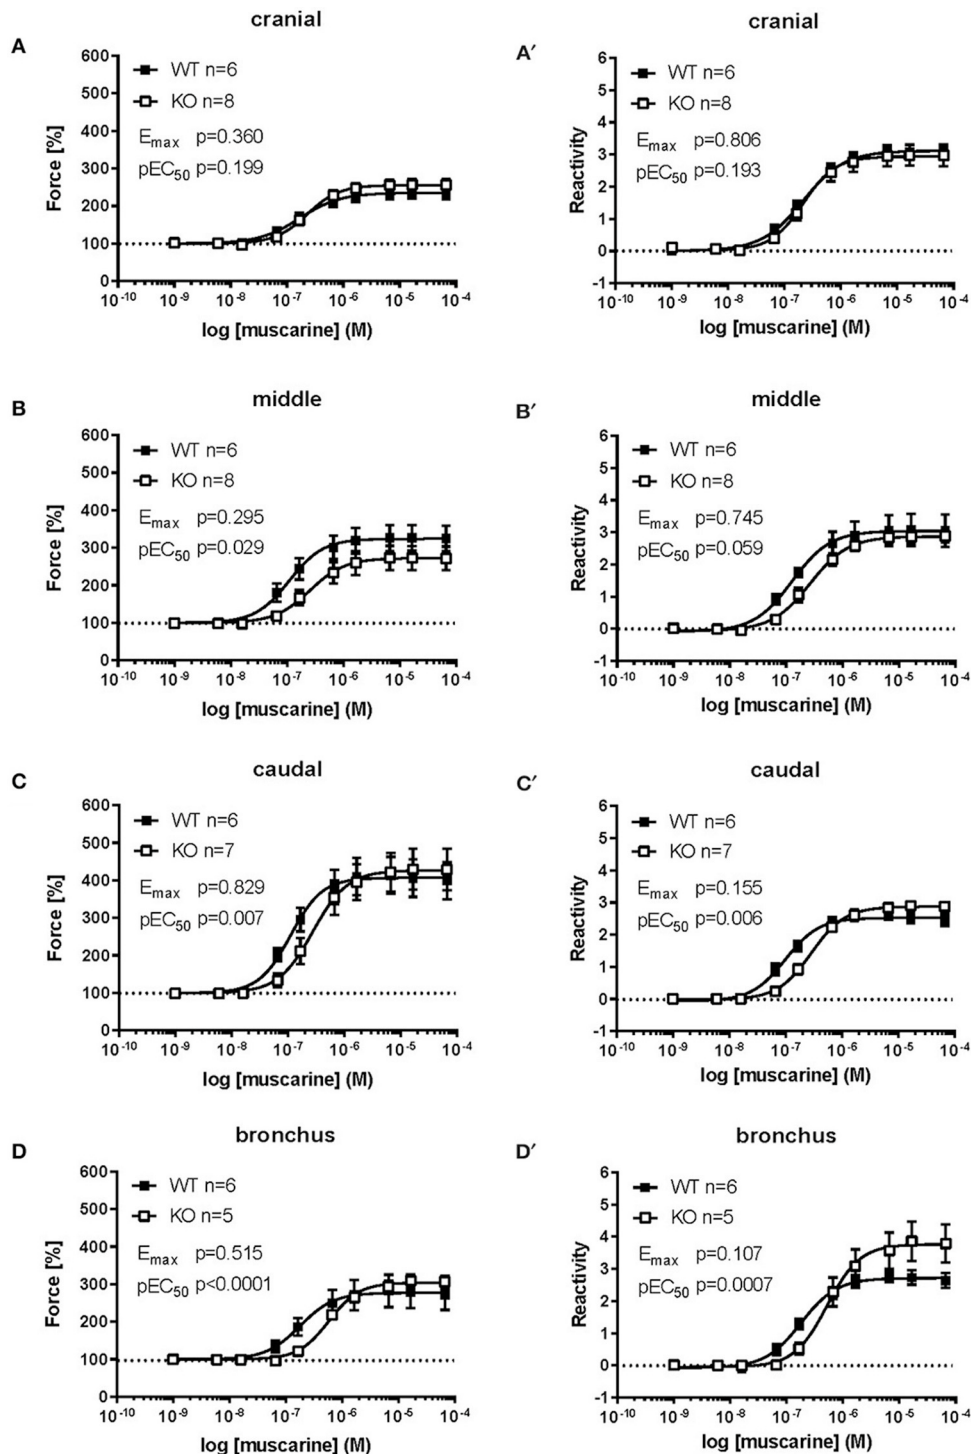 cranial
A
600
500
400
300
200
100
0
Force [%]
WT n=6
KO n=8
Emax p=0.360
pEC50 p=0.199
10-10 10-9 10-8 10-7 10-6 10-5 10-4
log [muscarine] (M)
cranial
A′
6
5
4
3
2
1
0
-1
Reactivity
WT n=6
KO n=8
Emax p=0.806
pEC50 p=0.193
10-10 10-9 10-8 10-7 10-6 10-5 10-4
log [muscarine] (M)
middle
B
600
500
400
300
200
100
0
Force [%]
WT n=6
KO n=8
Emax p=0.295
pEC50 p=0.029
10-10 10-9 10-8 10-7 10-6 10-5 10-4
log [muscarine] (M)
middle
B′
6
5
4
3
2
1
0
-1
Reactivity
WT n=6
KO n=8
Emax p=0.745
pEC50 p=0.059
10-10 10-9 10-8 10-7 10-6 10-5 10-4
log [muscarine] (M)
caudal
C
600
500
400
300
200
100
0
Force [%]
WT n=6
KO n=7
Emax p=0.829
pEC50 p=0.007
10-10 10-9 10-8 10-7 10-6 10-5 10-4
log [muscarine] (M)
caudal
C′
6
5
4
3
2
1
0
-1
Reactivity
WT n=6
KO n=7
Emax p=0.155
pEC50 p=0.006
10-10 10-9 10-8 10-7 10-6 10-5 10-4
log [muscarine] (M)
bronchus
D
600
500
400
300
200
100
0
Force [%]
WT n=6
KO n=5
Emax p=0.515
pEC50 p<0.0001
10-10 10-9 10-8 10-7 10-6 10-5 10-4
log [muscarine] (M)
bronchus
D′
6
5
4
3
2
1
0
-1
Reactivity
WT n=6
KO n=5
Emax p=0.107
pEC50 p=0.0007
10-10 10-9 10-8 10-7 10-6 10-5 10-4
log [muscarine] (M)